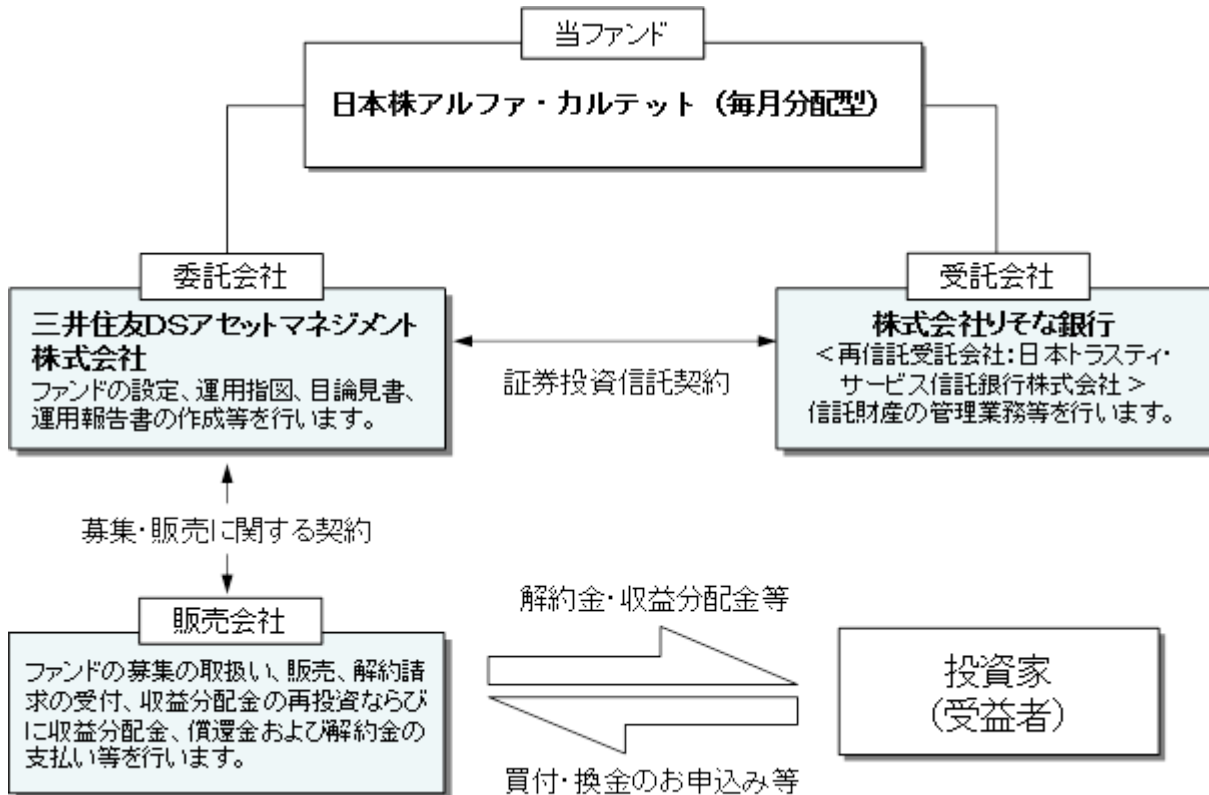 当ファンド
日本株アルファ・カルテット（毎月分配型）
委託会社
三井住友DSアセットマネジメント
株式会社
ファンドの設定、運用指図、目論見書、
運用報告書の作成等を行います。
受託会社
株式会社りそな銀行
＜再信託受託会社：日本トラスティ・
サービス信託銀行株式会社＞
信託財産の管理業務等を行います。
証券投資信託契約
募集・販売に関する契約
販売会社
ファンドの募集の取扱い、販売、解約請
求の受付、収益分配金の再投資ならび
に収益分配金、償還金および解約金の
支払い等を行います。
解約金・収益分配金等
買付・換金のお申込み等
投資家
（受益者）